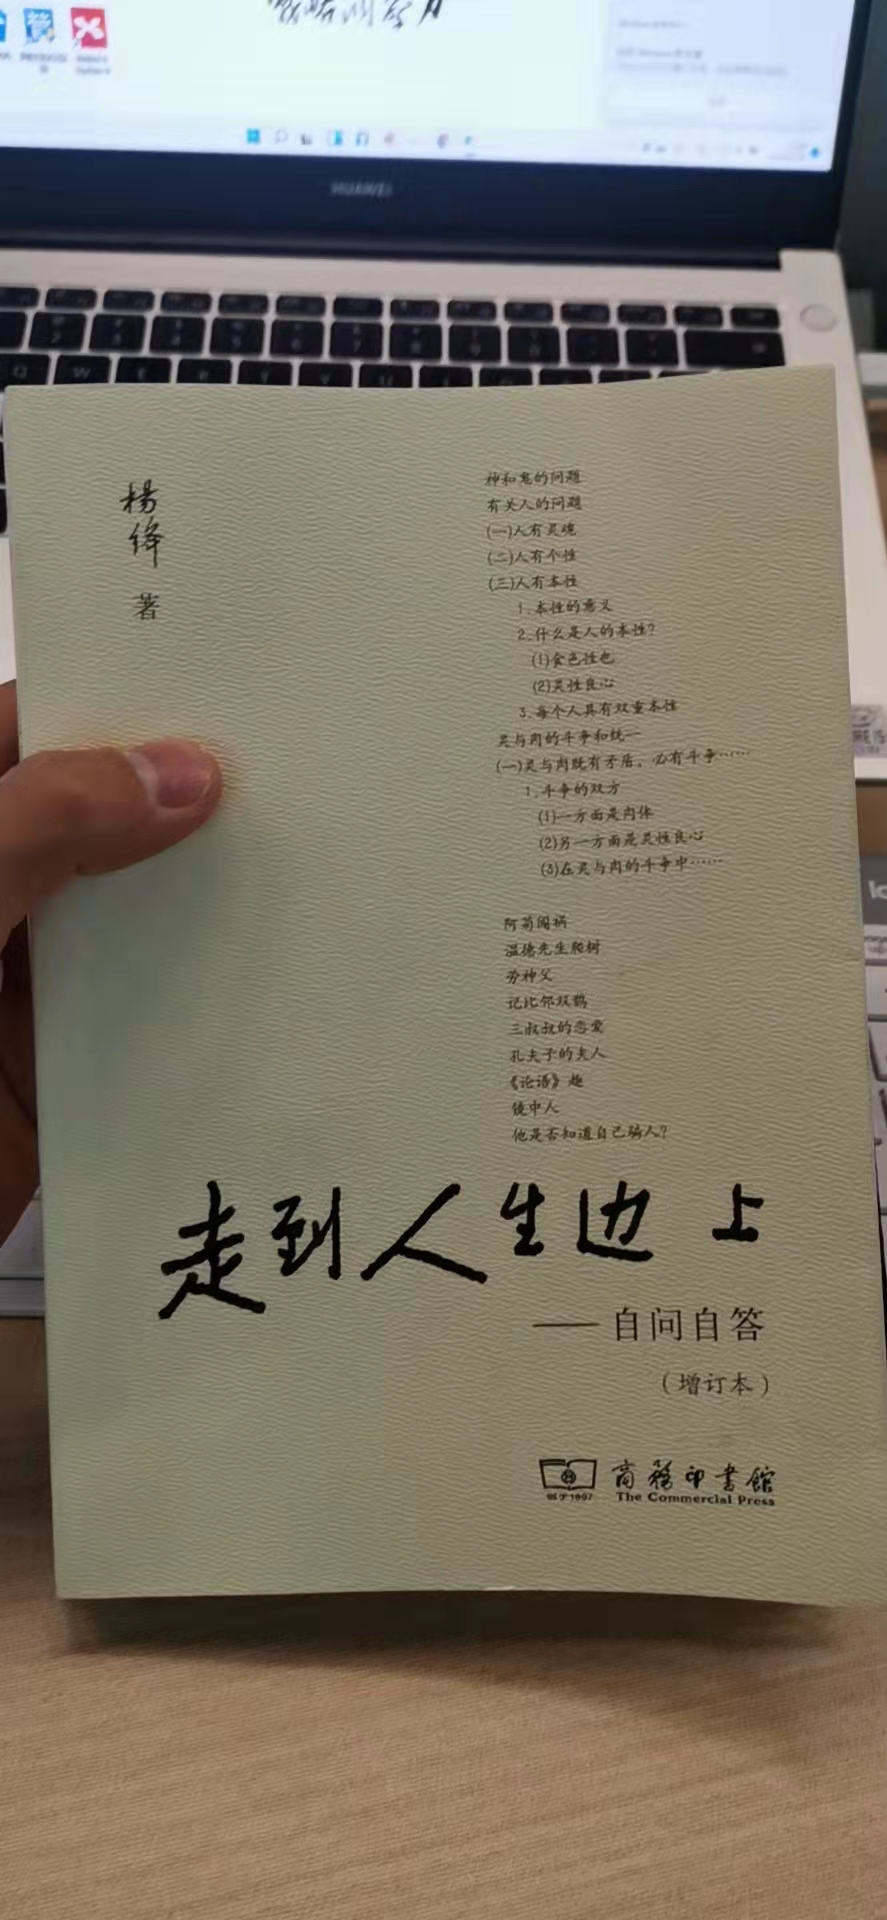 HUAWEI
楊
绛
著
神和鬼的问题
有关人的问题
(一)人有灵魂
(二)人有个性
(三)人有本性
1.本性的意义
2.什么是人的本性?
(1)食色性也
(2)灵性良心
3.每个人具有双重本性
灵与肉的斗争和统一
(一)灵与肉既有矛盾，必有斗争……
1.斗争的双方
(1)一方面是肉体
(2)另一方面是灵性良心
(3)在灵与肉的斗争中……
阿菊闯祸
温德先生爬树
劳神父
记比邻双鹊
三叔叔的恋爱
孔夫子的夫人
《论语》趣
镜中人
他是否知道自己骗人?
走到人生边上
——自问自答
(增订本)
商務印書館
The Commercial Press